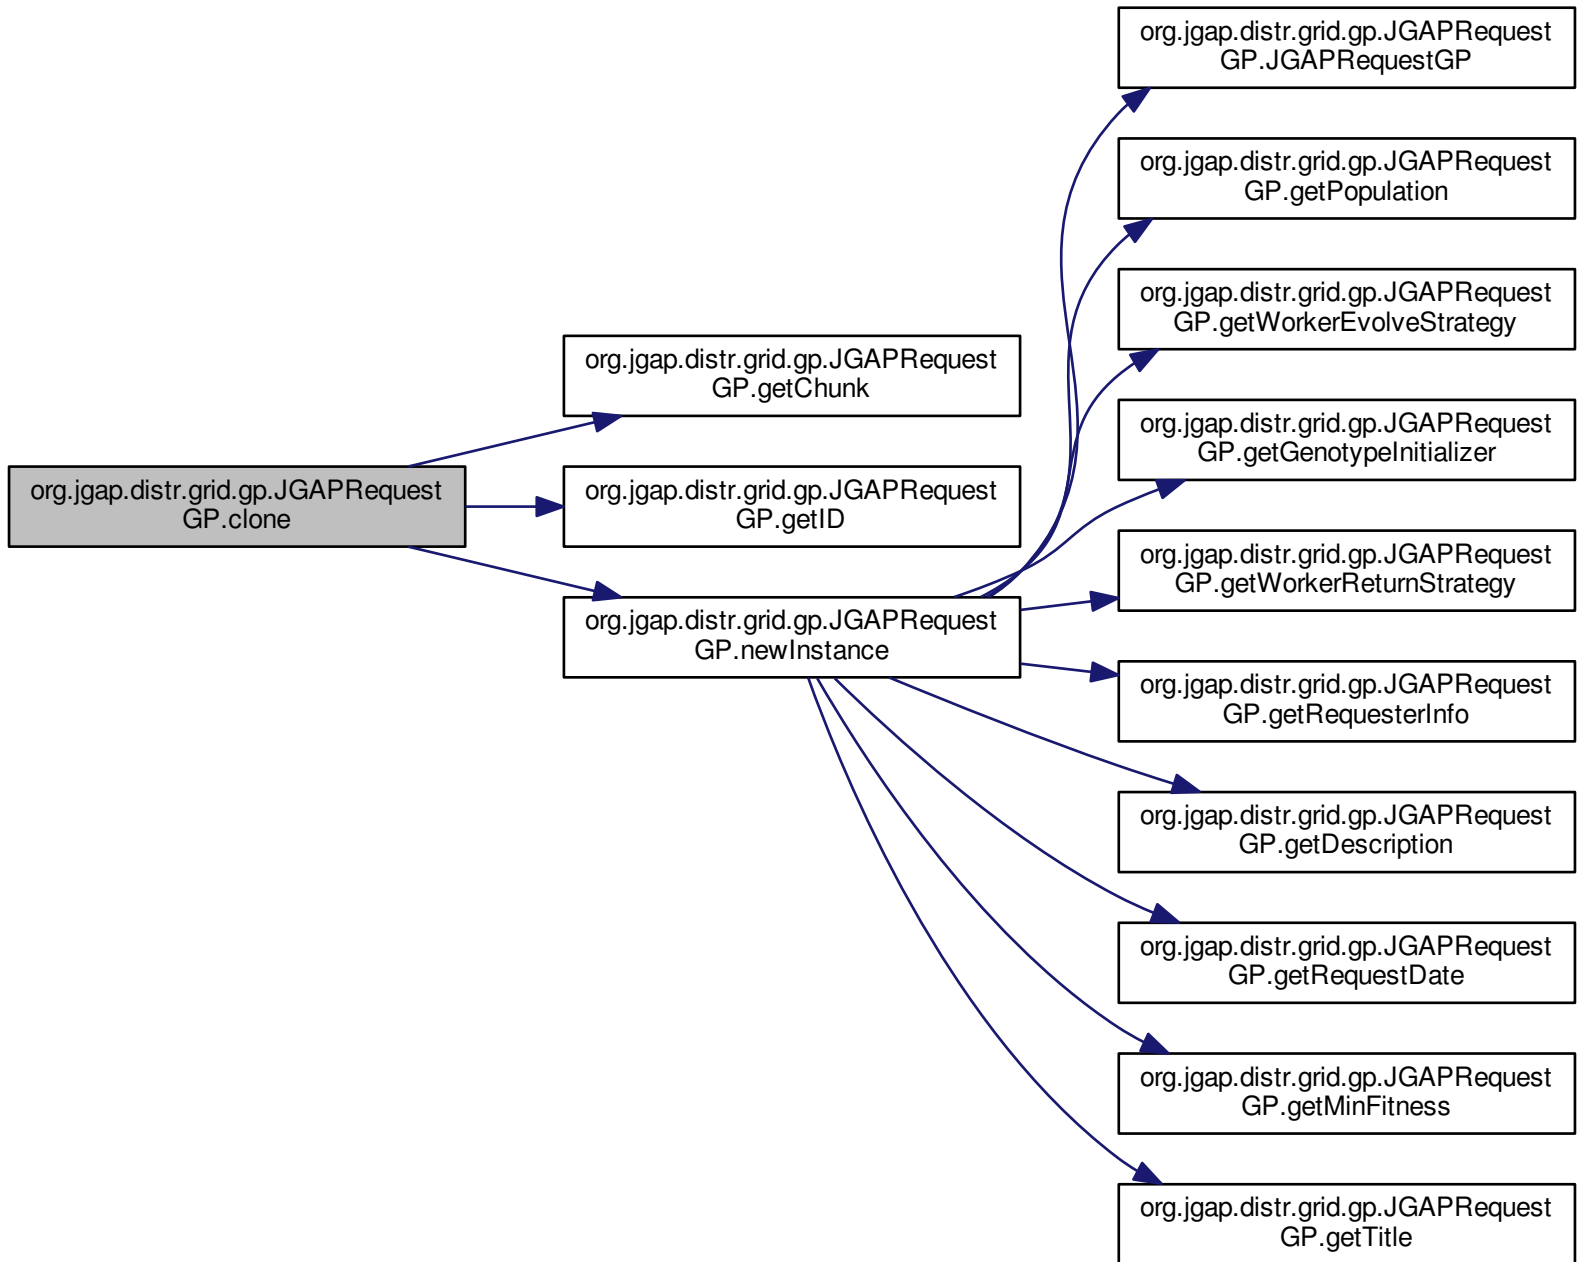 org.jgap.distr.grid.gp.JGAPRequest
GP.clone
org.jgap.distr.grid.gp.JGAPRequest
GP.getChunk
org.jgap.distr.grid.gp.JGAPRequest
GP.getID
org.jgap.distr.grid.gp.JGAPRequest
GP.newInstance
org.jgap.distr.grid.gp.JGAPRequest
GP.JGAPRequestGP
org.jgap.distr.grid.gp.JGAPRequest
GP.getPopulation
org.jgap.distr.grid.gp.JGAPRequest
GP.getWorkerEvolveStrategy
org.jgap.distr.grid.gp.JGAPRequest
GP.getGenotypeInitializer
org.jgap.distr.grid.gp.JGAPRequest
GP.getWorkerReturnStrategy
org.jgap.distr.grid.gp.JGAPRequest
GP.getRequesterInfo
org.jgap.distr.grid.gp.JGAPRequest
GP.getDescription
org.jgap.distr.grid.gp.JGAPRequest
GP.getRequestDate
org.jgap.distr.grid.gp.JGAPRequest
GP.getMinFitness
org.jgap.distr.grid.gp.JGAPRequest
GP.getTitle